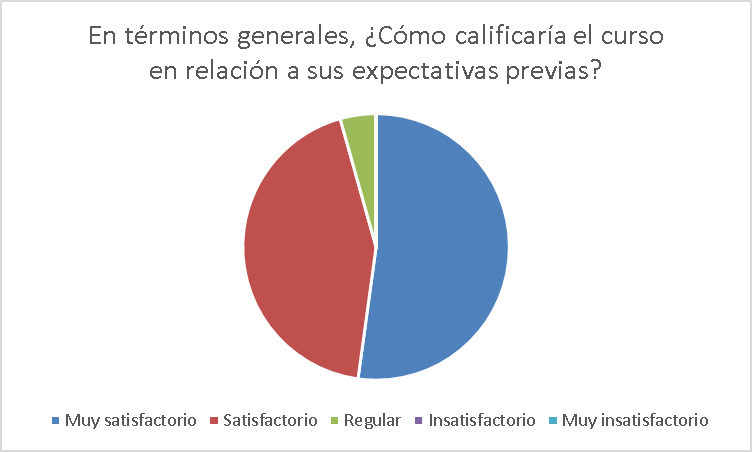 En términos generales, ¿Cómo calificaría el curso
en relación a sus expectativas previas?
Muy satisfactorio Satisfactorio Regular Insatisfactorio Muy insatisfactorio